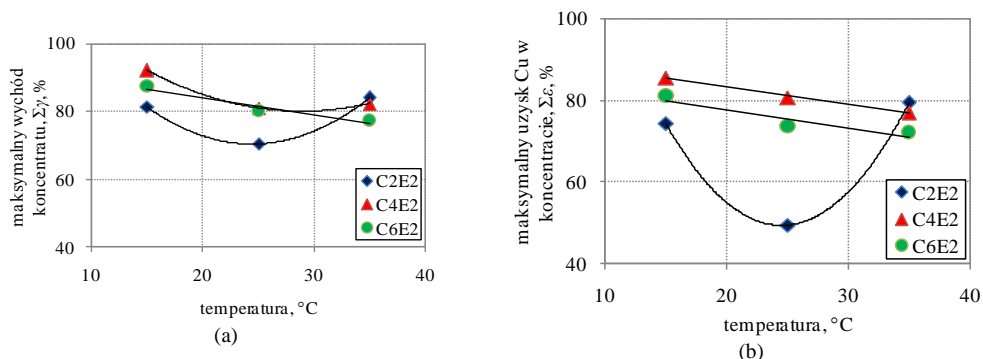 maksymalny wychód
koncentratu, Σγ, %
100
80
60
40
10 20 30 40
temperatura, °C
C2E2
C4E2
C6E2
(a)
maksymalny uzysk Cu w
koncentracie, Σε, %
100
80
60
40
10 20 30 40
temperatura, °C
C2E2
C4E2
C6E2
(b)